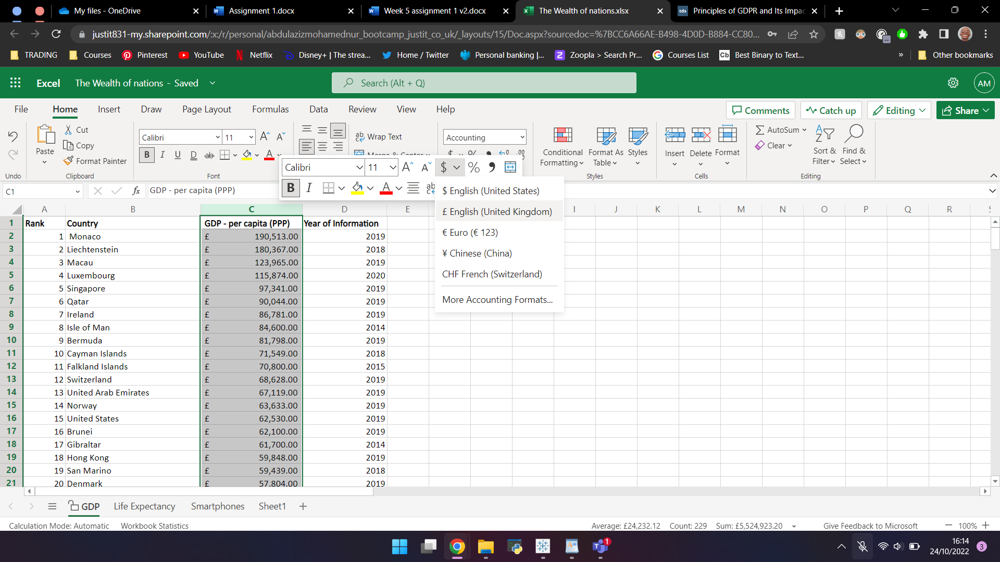 My files - OneDrive
Assignment 1.docx
Week 5 assignment 1 v2.docx
The Wealth of nations.xlsx
tds Principles of GDPR and Its Impac
justit831-my.sharepoint.com/:x:/r/personal/abdulazizmohamednur_bootcamp_justit_co_uk/_layouts/15/Doc.aspx?sourcedoc=%7BCC6A66AE-B498-4D0D-B884-CC80...
TRADING Courses Pinterest YouTube Netflix Disney+ | The strea... Home / Twitter Personal banking |... Zoopla > Search Pr... Courses List Cb Best Binary to Text... » Other bookmarks
Excel The Wealth of nations - Saved
Search (Alt + Q)
AM
File Home Insert Draw Page Layout Formulas Data Review View Help
Comments Catch up Editing Share
Paste
Cut
Copy
Format Painter
Calibri 11
B I U D ab
Wrap Text
Accounting
Conditional Formatting
Format As Table
Styles
Insert Delete Format
AutoSum
Clear
Sort & Filter
Find & Select
Undo Clipboard Font Styles Cells Editing
Calibri 11 A A $ % ,
B I A ab
$ English (United States)
£ English (United Kingdom)
€ Euro (€ 123)
¥ Chinese (China)
CHF French (Switzerland)
More Accounting Formats...
C1 fx GDP - per capita (PPP)
A B C D E I J K L M N O P Q R
1 Rank Country GDP - per capita (PPP) Year of Information
2 1 Monaco £ 190,513.00 2019
3 2 Liechtenstein £ 180,367.00 2018
4 3 Macau £ 123,965.00 2019
5 4 Luxembourg £ 115,874.00 2020
6 5 Singapore £ 97,341.00 2019
7 6 Qatar £ 90,044.00 2019
8 7 Ireland £ 86,781.00 2019
9 8 Isle of Man £ 84,600.00 2014
10 9 Bermuda £ 81,798.00 2019
11 10 Cayman Islands £ 71,549.00 2018
12 11 Falkland Islands £ 70,800.00 2015
13 12 Switzerland £ 68,628.00 2019
14 13 United Arab Emirates £ 67,119.00 2019
15 14 Norway £ 63,633.00 2019
16 15 United States £ 62,530.00 2019
17 16 Brunei £ 62,100.00 2019
18 17 Gibraltar £ 61,700.00 2014
19 18 Hong Kong £ 59,848.00 2019
20 19 San Marino £ 59,439.00 2018
21 20 Denmark £ 57,804.00 2019
GDP Life Expectancy Smartphones Sheet1
Calculation Mode: Automatic Workbook Statistics Average: £24,232.12 Count: 229 Sum: £5,524,923.20 Give Feedback to Microsoft 100%
1
16:14
24/10/2022
3